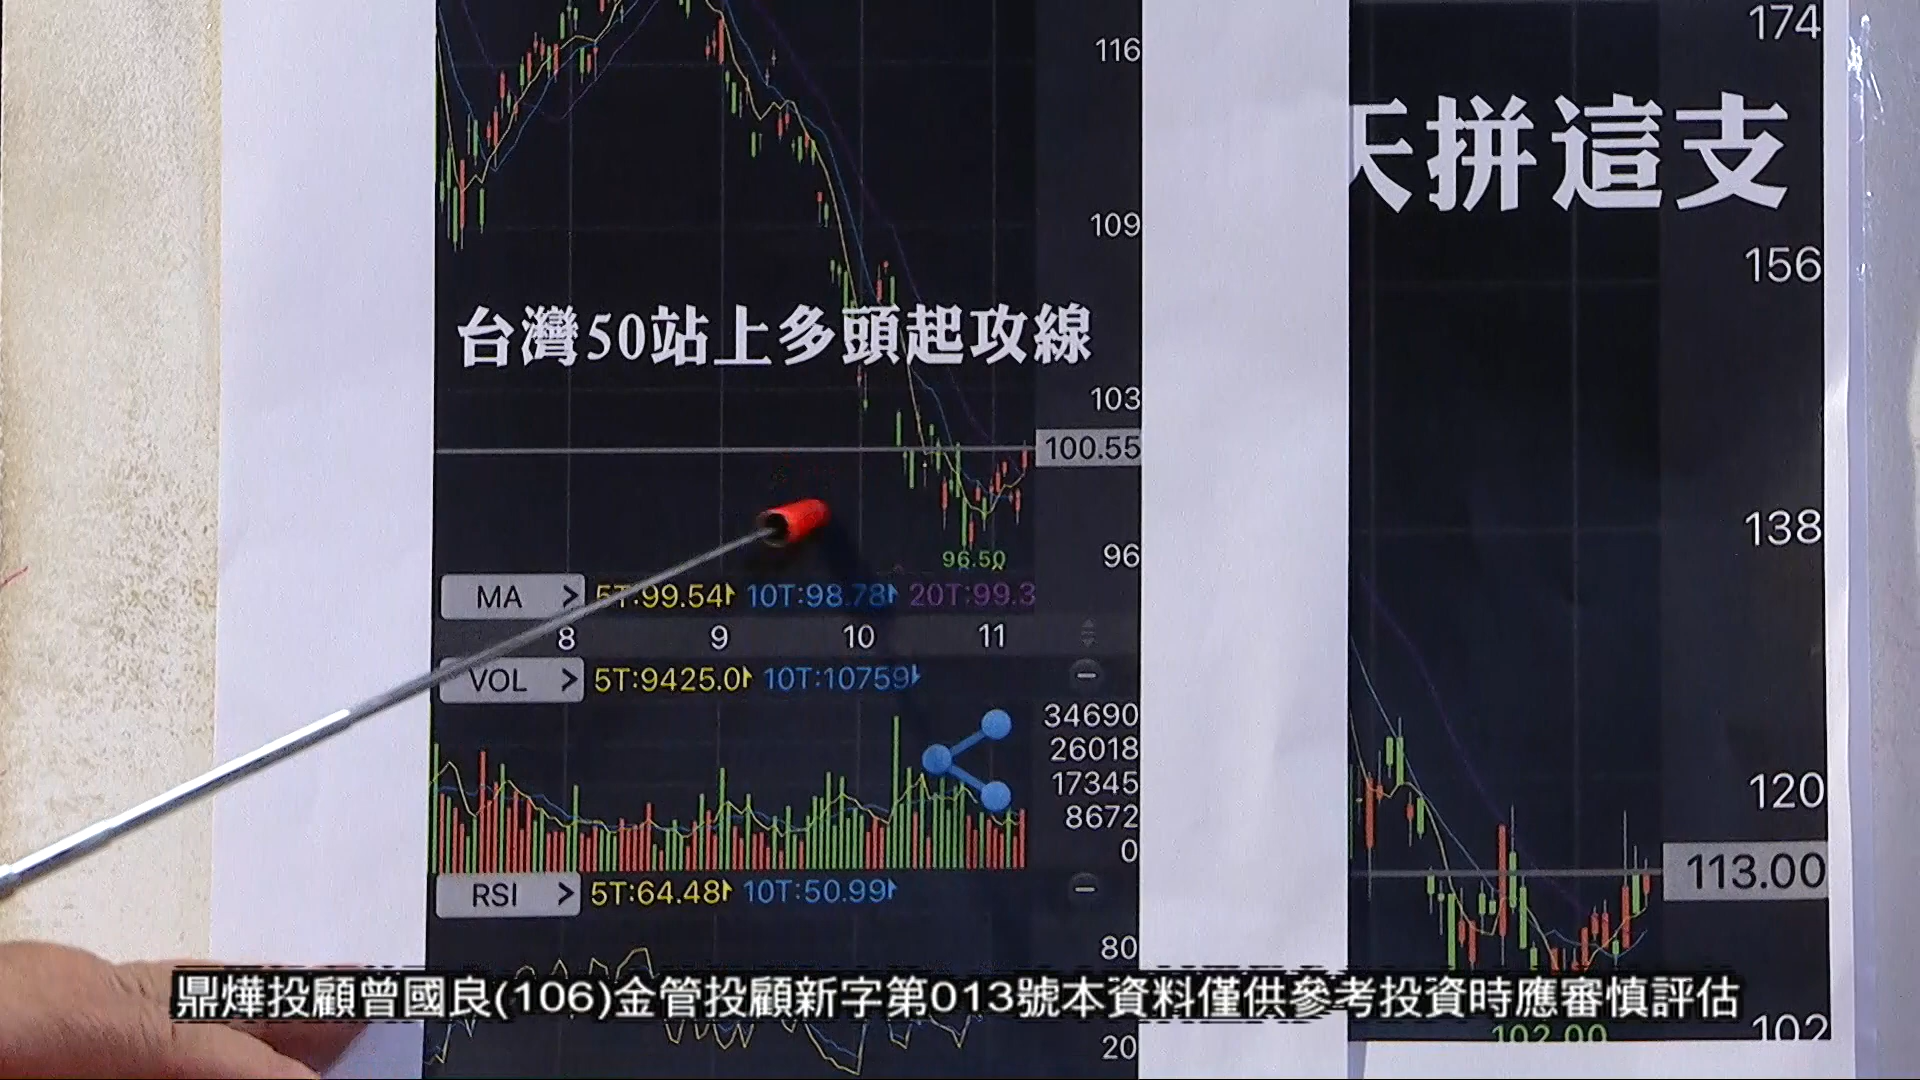 116
109
台灣50站上多頭起攻線
103
100.55
96.50
96
MA > 5T:99.54 10T:98.78 20T:99.3
8 9 10 11
VOL > 5T:9425.0 10T:10759
34690
26018
17345
8672
0
RSI > 5T:64.48 10T:50.99
80
20
174
天拼這支
156
138
120
113.00
102.00
102
鼎燁投顧曾國良(106)金管投顧新字第013號本資料僅供參考投資時應審慎評估